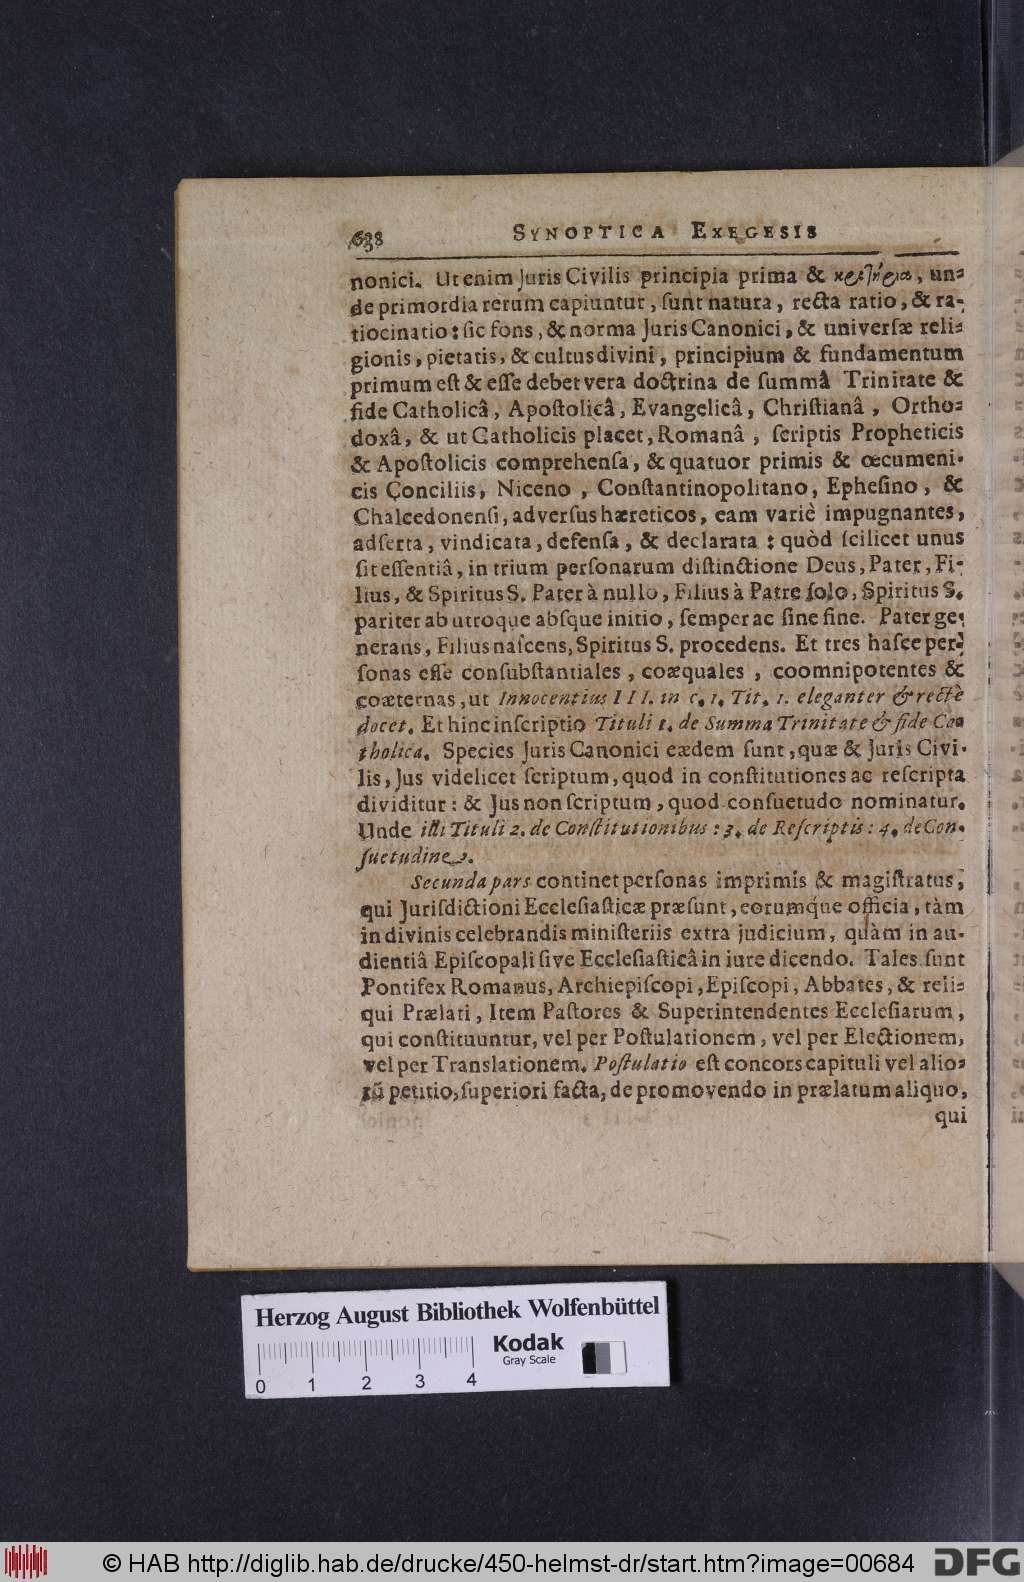 638 SYNOPTICA EXEGESIS
nonici. Ut enim Juris Civilis principia prima & κριτήρια, un-
de primordia rerum capiuntur, ſunt natura, recta ratio, & ra-
tiocinatio: ſic fons, & norma Juris Canonici, & univerſæ reli-
gionis, pietatis, & cultus divini, principium & fundamentum
primum eſt & eſſe debet vera doctrina de ſummâ Trinitate &
fide Catholicâ, Apoſtolicâ, Evangelicâ, Chriſtianâ, Ortho-
doxâ, & ut Catholicis placet, Romanâ, ſcriptis Propheticis
& Apoſtolicis comprehenſa, & quatuor primis & œcumeni-
cis Conciliis, Niceno, Conſtantinopolitano, Epheſino, &
Chalcedonenſi, adverſus hæreticos, eam variè impugnantes,
adſerta, vindicata, defenſa, & declarata: quòd ſcilicet unus
ſit eſſentiâ, in trium perſonarum diſtinctione Deus, Pater, Fi-
lius, & Spiritus S. Pater à nullo, Filius à Patre ſolo, Spiritus S.
pariter ab utroque abſque initio, ſemper ac ſine fine. Pater ge-
nerans, Filius naſcens, Spiritus S. procedens. Et tres haſce per-
ſonas eſſe conſubſtantiales, coæquales, coomnipotentes &
coæternas, ut Innocentius III. in c. 1. Tit. 1. eleganter & rectè
docet. Et hinc inſcriptio Tituli 1. de Summa Trinitate & fide Ca-
tholica. Species Juris Canonici eædem ſunt, quæ & Juris Civi-
lis, Jus videlicet ſcriptum, quod in conſtitutiones ac reſcripta
dividitur: & Jus non ſcriptum, quod conſuetudo nominatur.
Unde illi Tituli 2. de Conſtitutionibus: 3. de Reſcriptis: 4. de Con-
ſuetudine.
Secunda pars continet perſonas imprimis & magiſtratus,
qui Jurisdictioni Eccleſiaſticæ præſunt, eorumq́ue officia, tàm
in divinis celebrandis miniſteriis extra judicium, quàm in au-
dientiâ Epiſcopali ſive Eccleſiaſticâ in iure dicendo. Tales ſunt
Pontifex Romanus, Archiepiſcopi, Epiſcopi, Abbates, & reli-
qui Prælati, Item Paſtores & Superintendentes Eccleſiarum,
qui conſtituuntur, vel per Poſtulationem, vel per Electionem,
vel per Translationem. Poſtulatio eſt concors capituli vel alio-
rū petitio, ſuperiori facta, de promovendo in prælatum aliquo,
qui
Herzog August Bibliothek Wolfenbüttel
Kodak
Gray Scale
0 1 2 3 4
© HAB http://diglib.hab.de/drucke/450-helmst-dr/start.htm?image=00684 DFG